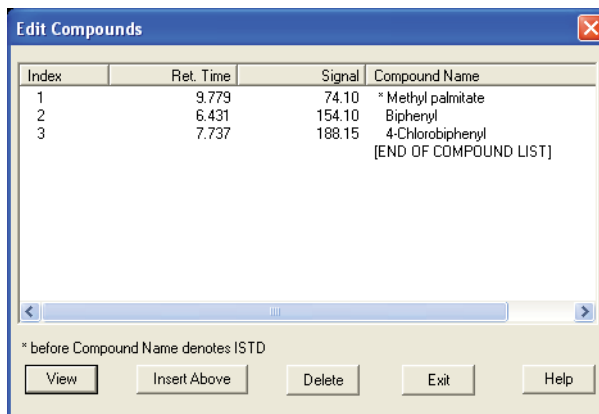 Edit Compounds
Index Ret. Time Signal Compound Name
1 9.779 74.10 * Methyl palmitate
2 6.431 154.10 Biphenyl
3 7.737 188.15 4-Chlorobiphenyl
[END OF COMPOUND LIST]
* before Compound Name denotes ISTD
View Insert Above Delete Exit Help